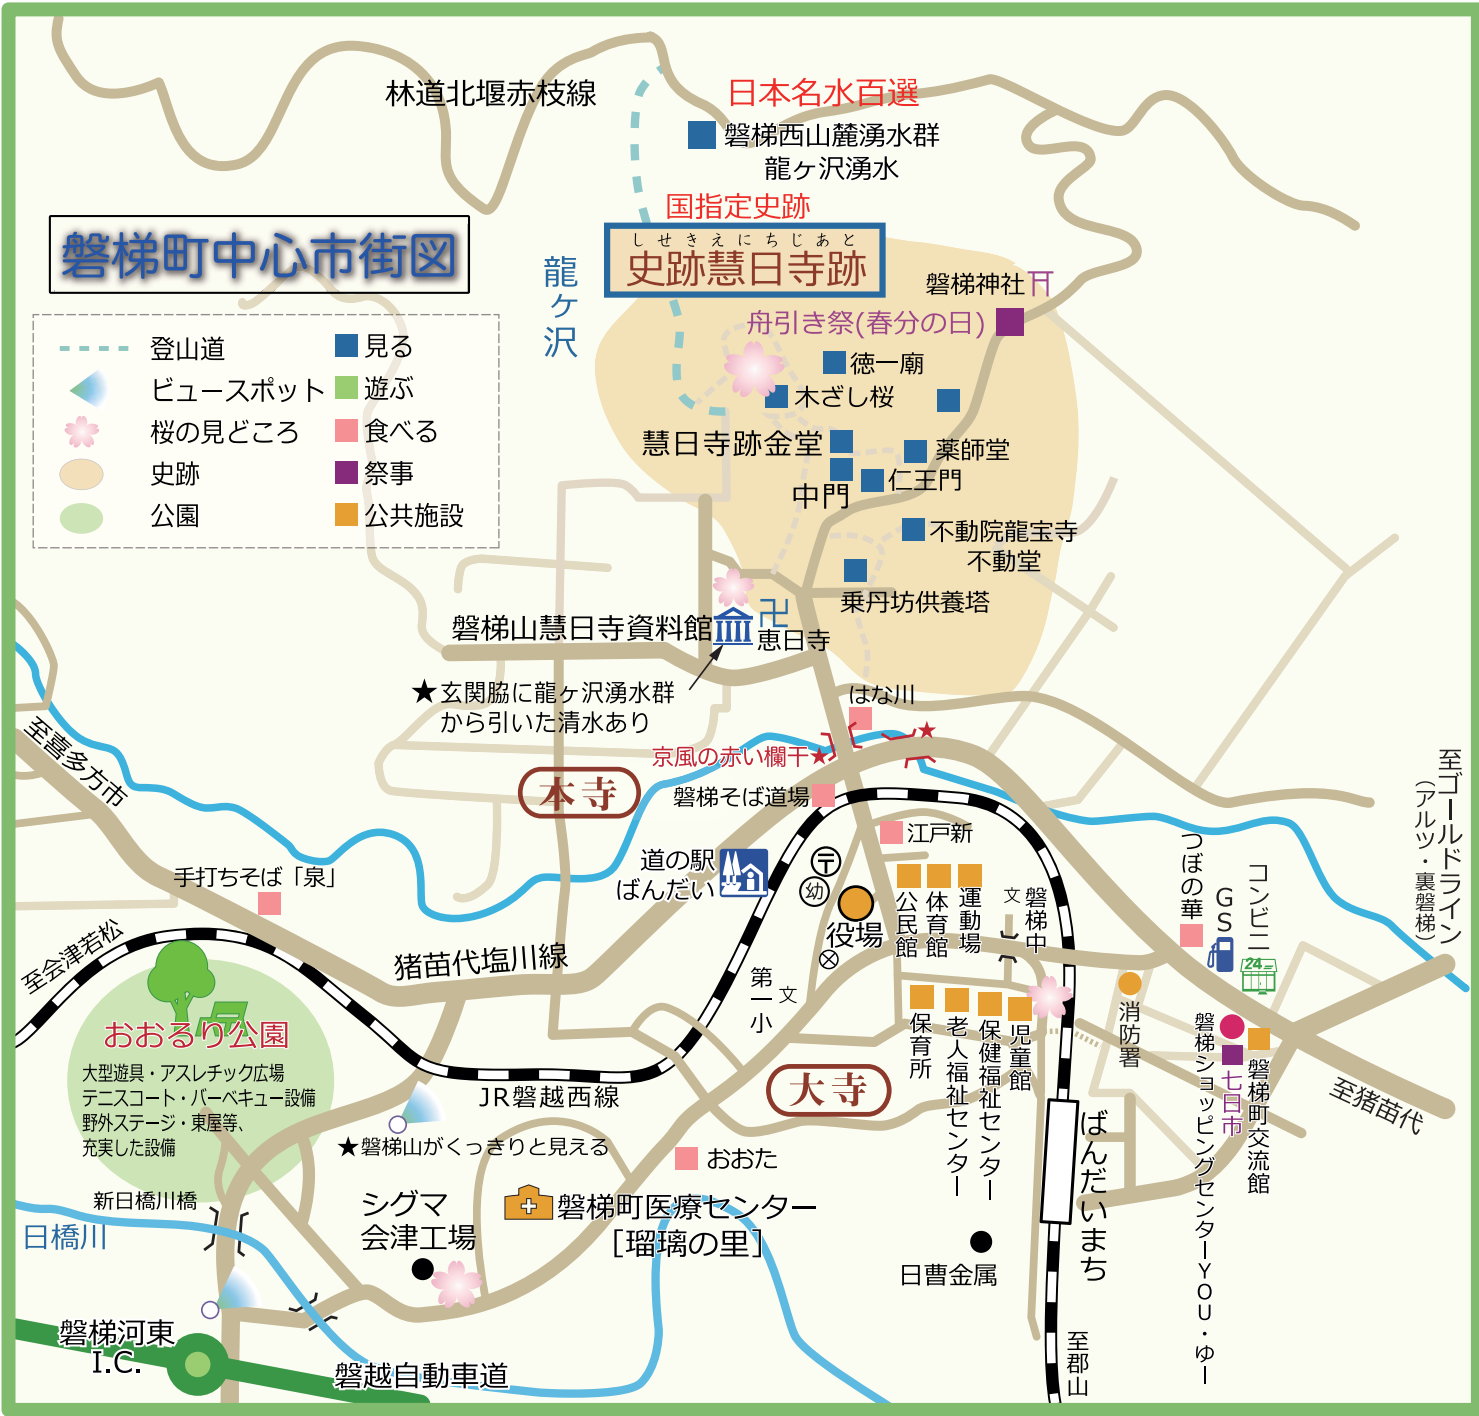 林道北堰赤枝線
日本名水百選
磐梯西山麓湧水群
龍ヶ沢湧水
国指定史跡
しせきえにちじあと
史跡慧日寺跡
磐梯町中心市街図
龍ヶ沢
登山道
ビュースポット
桜の見どころ
史跡
公園
見る
遊ぶ
食べる
祭事
公共施設
磐梯神社
舟引き祭(春分の日)
徳一廟
木ざし桜
慧日寺跡金堂
薬師堂
中門
仁王門
不動院龍宝寺
不動堂
乗丹坊供養塔
磐梯山慧日寺資料館
卍
恵日寺
★玄関脇に龍ヶ沢湧水群
から引いた清水あり
はな川
京風の赤い欄干★
★
本寺
磐梯そば道場
江戸新
至喜多方市
手打ちそば「泉」
道の駅
ばんだい
〒
幼
役場
公民館
体育館
運動場
文
磐梯中
つぼの華
GS
コンビニ
24
至ゴールドライン
(アルツ・裏磐梯)
至会津若松
猪苗代塩川線
第一小
文
おおるり公園
大型遊具・アスレチック広場
テニスコート・バーベキュー設備
野外ステージ・東屋等、
充実した設備
JR磐越西線
大寺
保育所
老人福祉センター
保健福祉センター
児童館
消防署
磐梯ショッピングセンターYOU・ゆー
七日市
磐梯町交流館
至猪苗代
★磐梯山がくっきりと見える
おおた
新日橋川橋
日橋川
シグマ
会津工場
磐梯町医療センター
[瑠璃の里]
日曹金属
ばんだいまち
至郡山
磐梯河東
I.C.
磐越自動車道